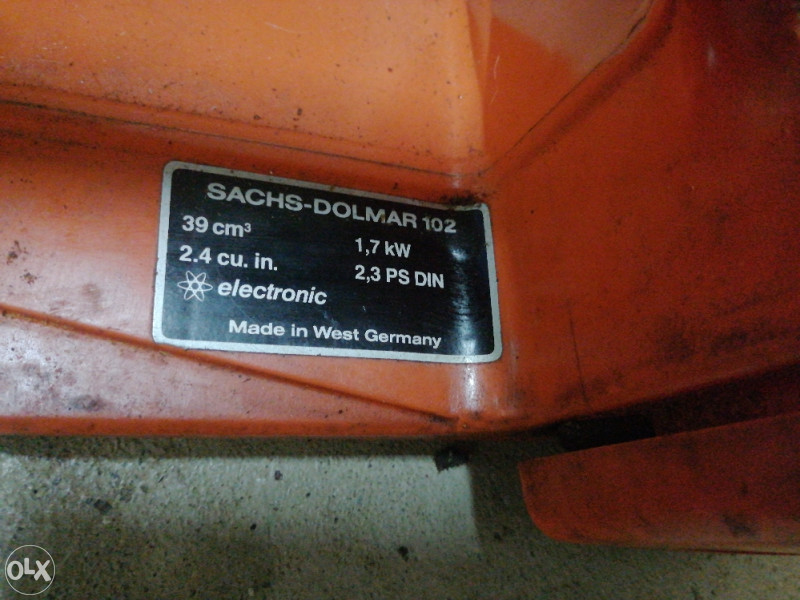 SACHS-DOLMAR 102
39 cm³
1,7 kW
2.4 cu. in.
2,3 PS DIN
electronic
Made in West Germany
OLX